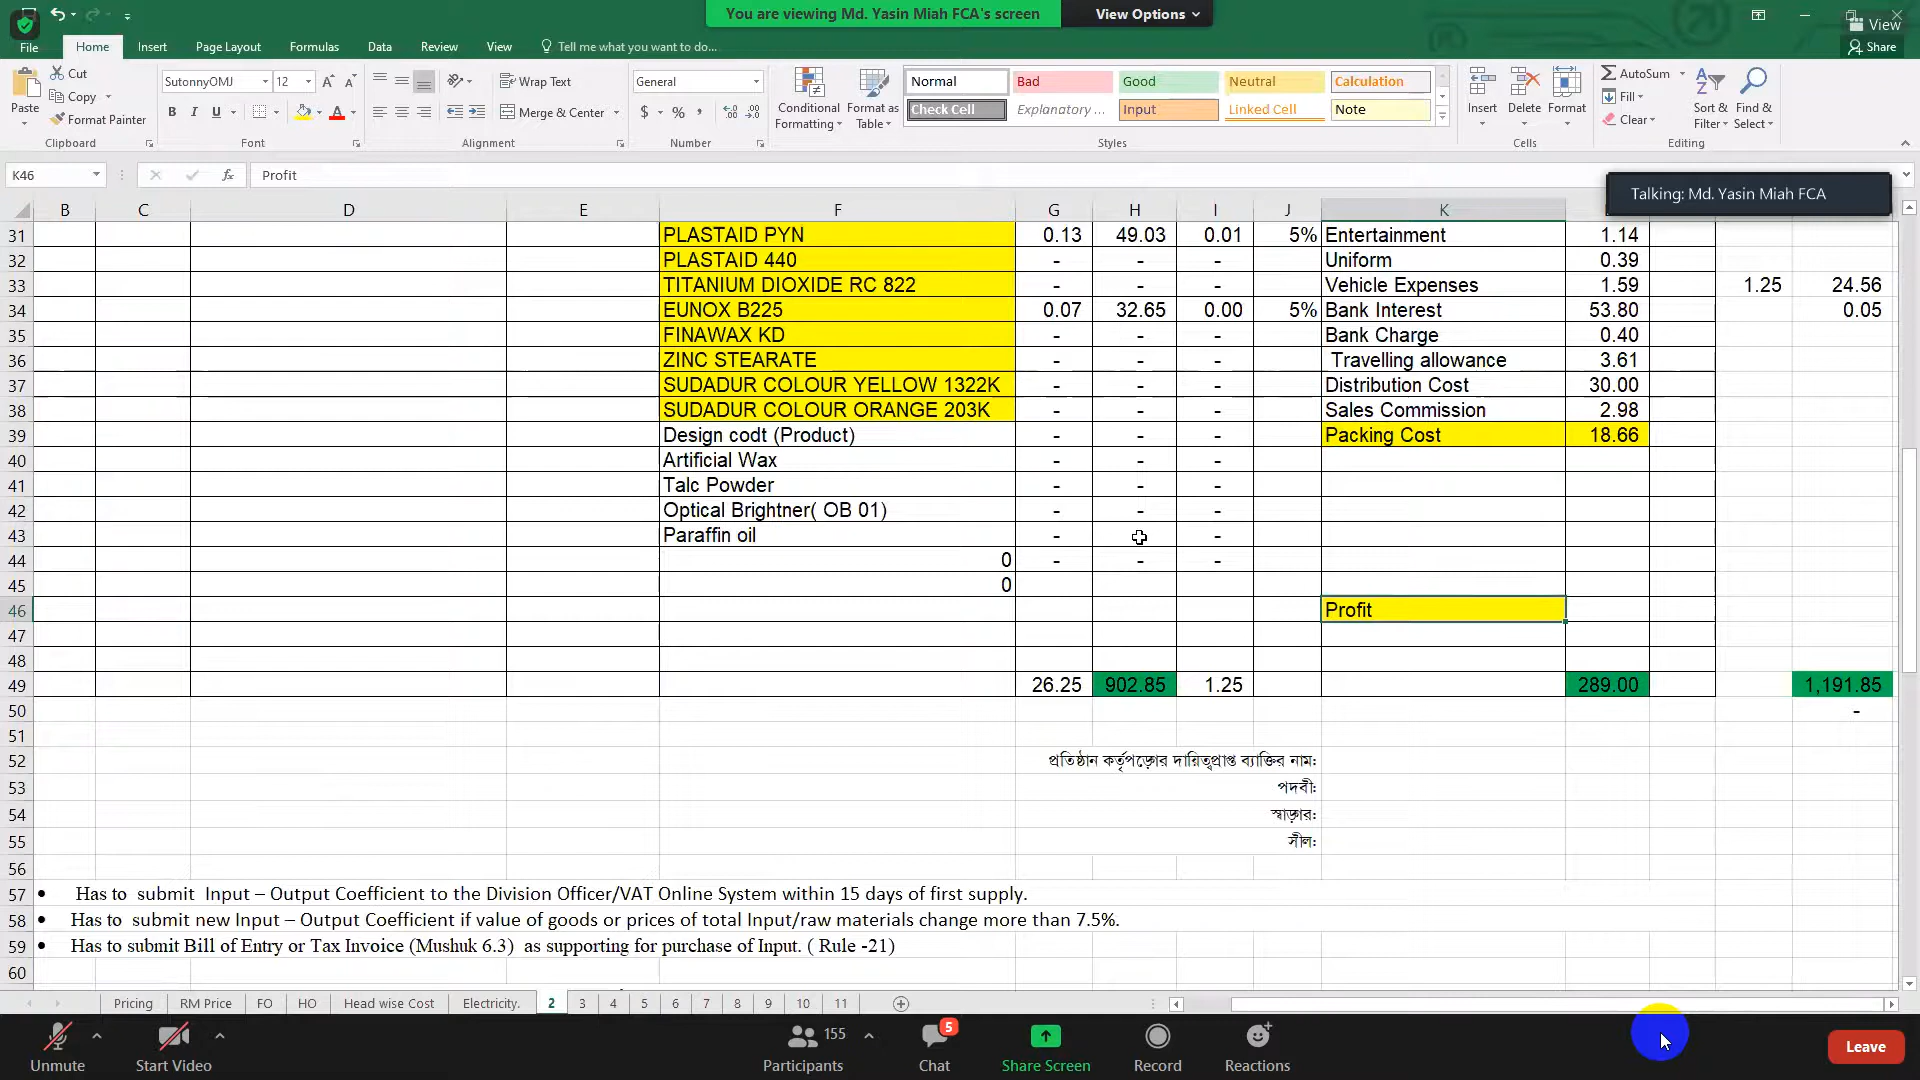 You are viewing Md. Yasin Miah FCA's screen View Options
View
File Home Insert Page Layout Formulas Data Review View Tell me what you want to do... Share
Paste Cut Copy Format Painter
SutonnyOMJ 12 B I U
Wrap Text Merge & Center
General $ %
Conditional Formatting Format as Table
Normal Bad Good Neutral Calculation
Check Cell Explanatory ... Input Linked Cell Note
Insert Delete Format
AutoSum Fill Clear Sort & Filter Find & Select
Clipboard Font Alignment Number Styles Cells Editing
K46 fx Profit
Talking: Md. Yasin Miah FCA
B C D E F G H I J K
31 PLASTAID PYN 0.13 49.03 0.01 5% Entertainment 1.14
32 PLASTAID 440 - - - Uniform 0.39
33 TITANIUM DIOXIDE RC 822 - - - Vehicle Expenses 1.59 1.25 24.56
34 EUNOX B225 0.07 32.65 0.00 5% Bank Interest 53.80 0.05
35 FINAWAX KD - - - Bank Charge 0.40
36 ZINC STEARATE - - - Travelling allowance 3.61
37 SUDADUR COLOUR YELLOW 1322K - - - Distribution Cost 30.00
38 SUDADUR COLOUR ORANGE 203K - - - Sales Commission 2.98
39 Design codt (Product) - - - Packing Cost 18.66
40 Artificial Wax - - -
41 Talc Powder - - -
42 Optical Brightner( OB 01) - - -
43 Paraffin oil - - -
44 0 - - -
45 0
46 Profit
47
48
49 26.25 902.85 1.25 289.00 1,191.85
50 -
51
52 প্রতিষ্ঠান কর্তৃপড়্গের দায়িত্বপ্রাপ্ত ব্যাক্তির নাম:
53 পদবী:
54 স্বাড়্গর:
55 সীল:
56
57 • Has to submit Input – Output Coefficient to the Division Officer/VAT Online System within 15 days of first supply.
58 • Has to submit new Input – Output Coefficient if value of goods or prices of total Input/raw materials change more than 7.5%.
59 • Has to submit Bill of Entry or Tax Invoice (Mushuk 6.3) as supporting for purchase of Input. ( Rule -21)
60
Pricing RM Price FO HO Head wise Cost Electricity. 2 3 4 5 6 7 8 9 10 11
Unmute Start Video Participants 155 Chat 5 Share Screen Record Reactions Leave